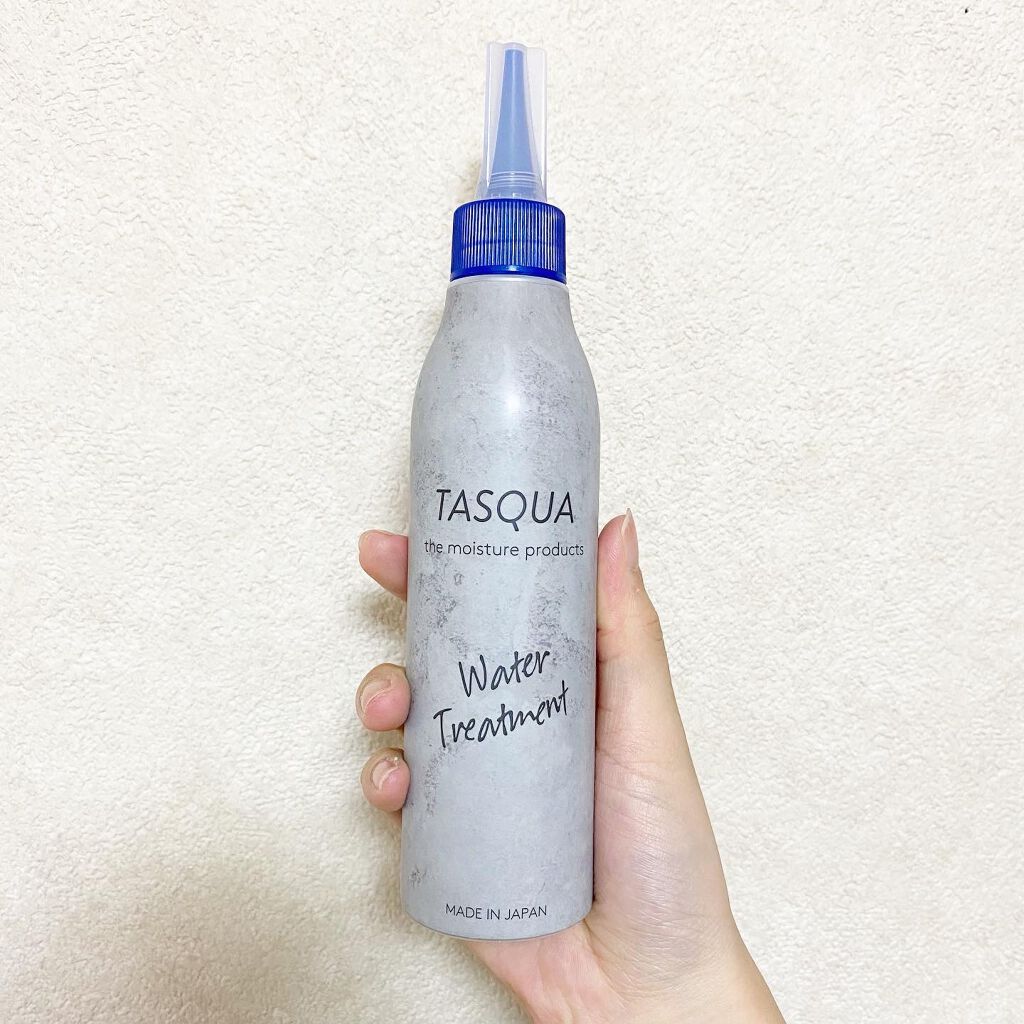 TASQUA
the moisture products
Water
Treatment
MADE IN JAPAN